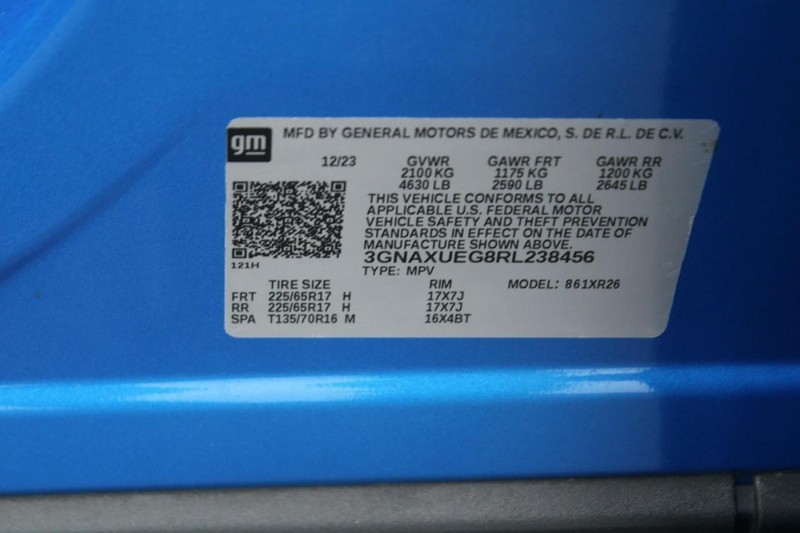 gm MFD BY GENERAL MOTORS DE MEXICO, S. DE R.L. DE C.V.
12/23 GVWR GAWR FRT GAWR RR
2100 KG 1175 KG 1200 KG
4630 LB 2590 LB 2645 LB
THIS VEHICLE CONFORMS TO ALL
APPLICABLE U.S. FEDERAL MOTOR
VEHICLE SAFETY AND THEFT PREVENTION
STANDARDS IN EFFECT ON THE DATE OF
MANUFACTURE SHOWN ABOVE.
3GNAXUEG8RL238456
121H
TYPE: MPV
TIRE SIZE RIM MODEL: 861XR26
FRT 225/65R17 H 17X7J
RR 225/65R17 H 17X7J
SPA T135/70R16 M 16X4BT